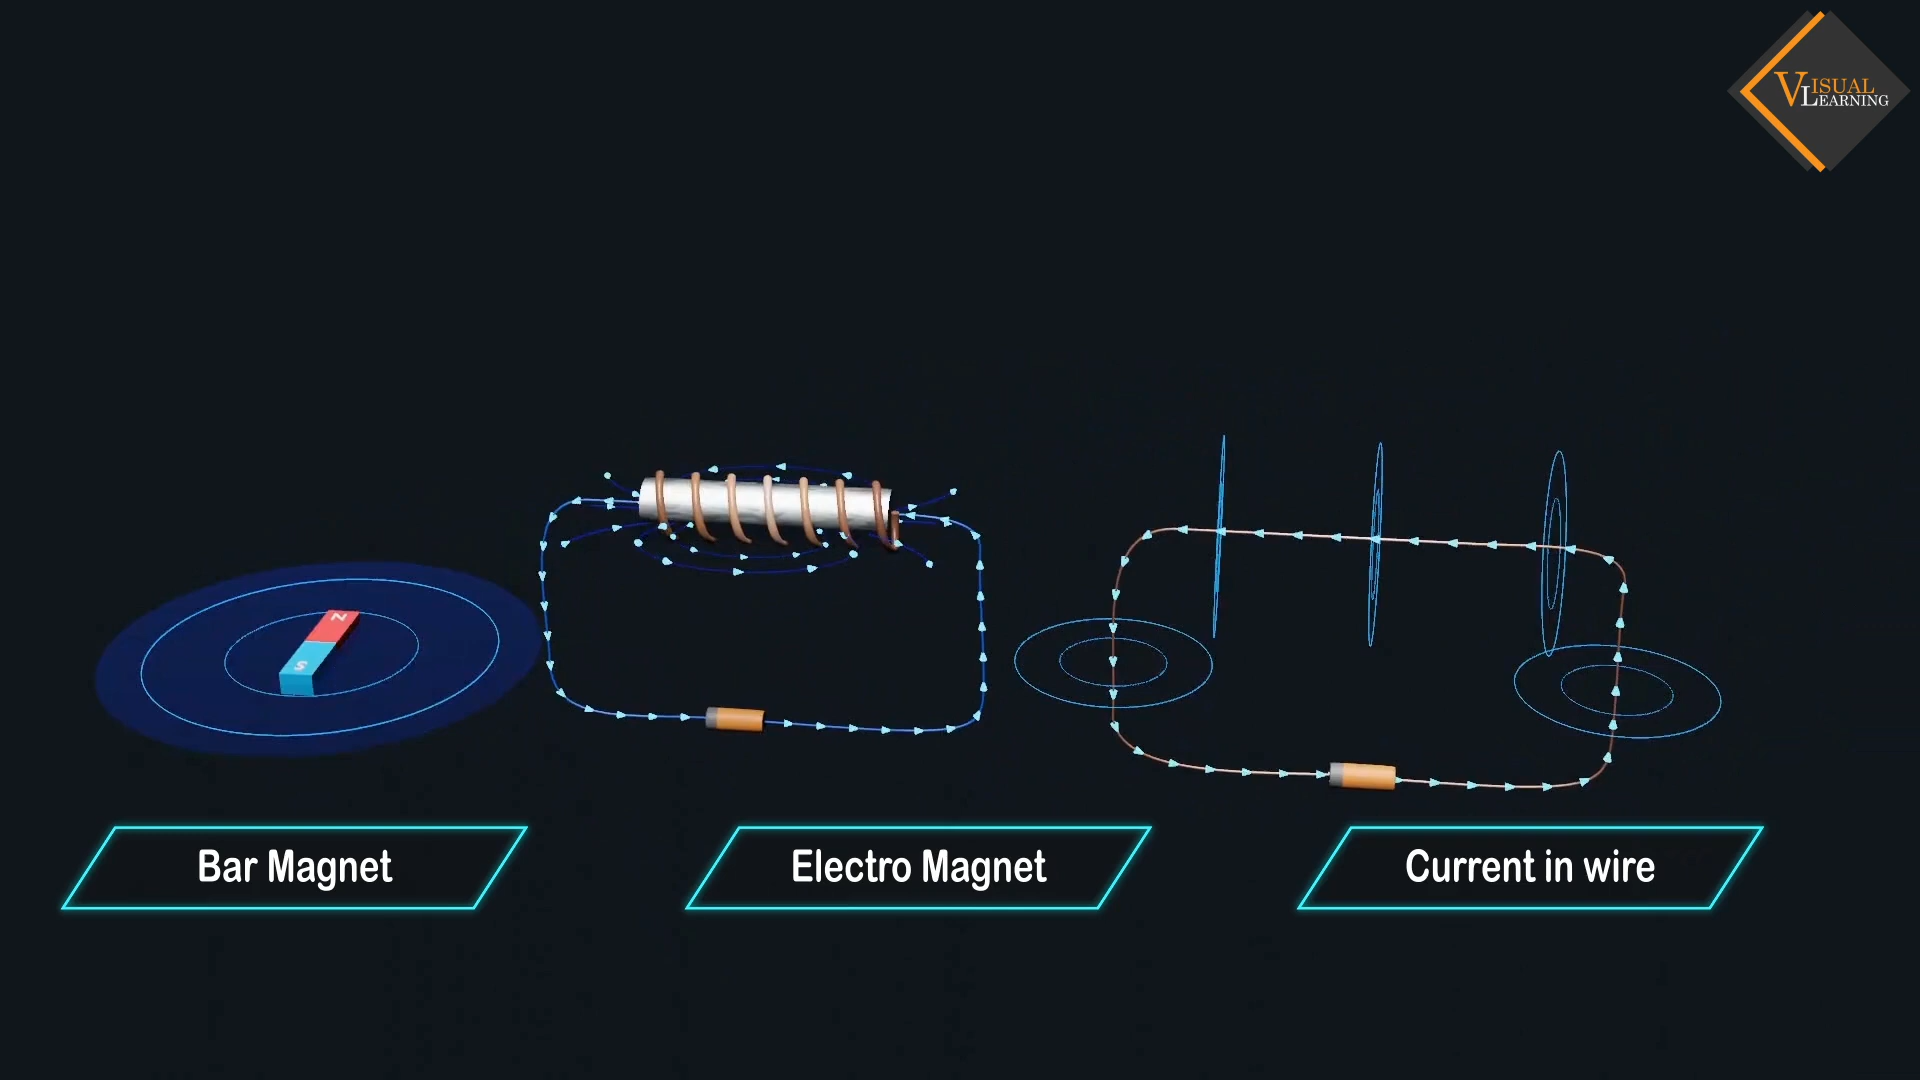 VISUAL
LEARNING
N
S
Bar Magnet
Electro Magnet
Current in wire